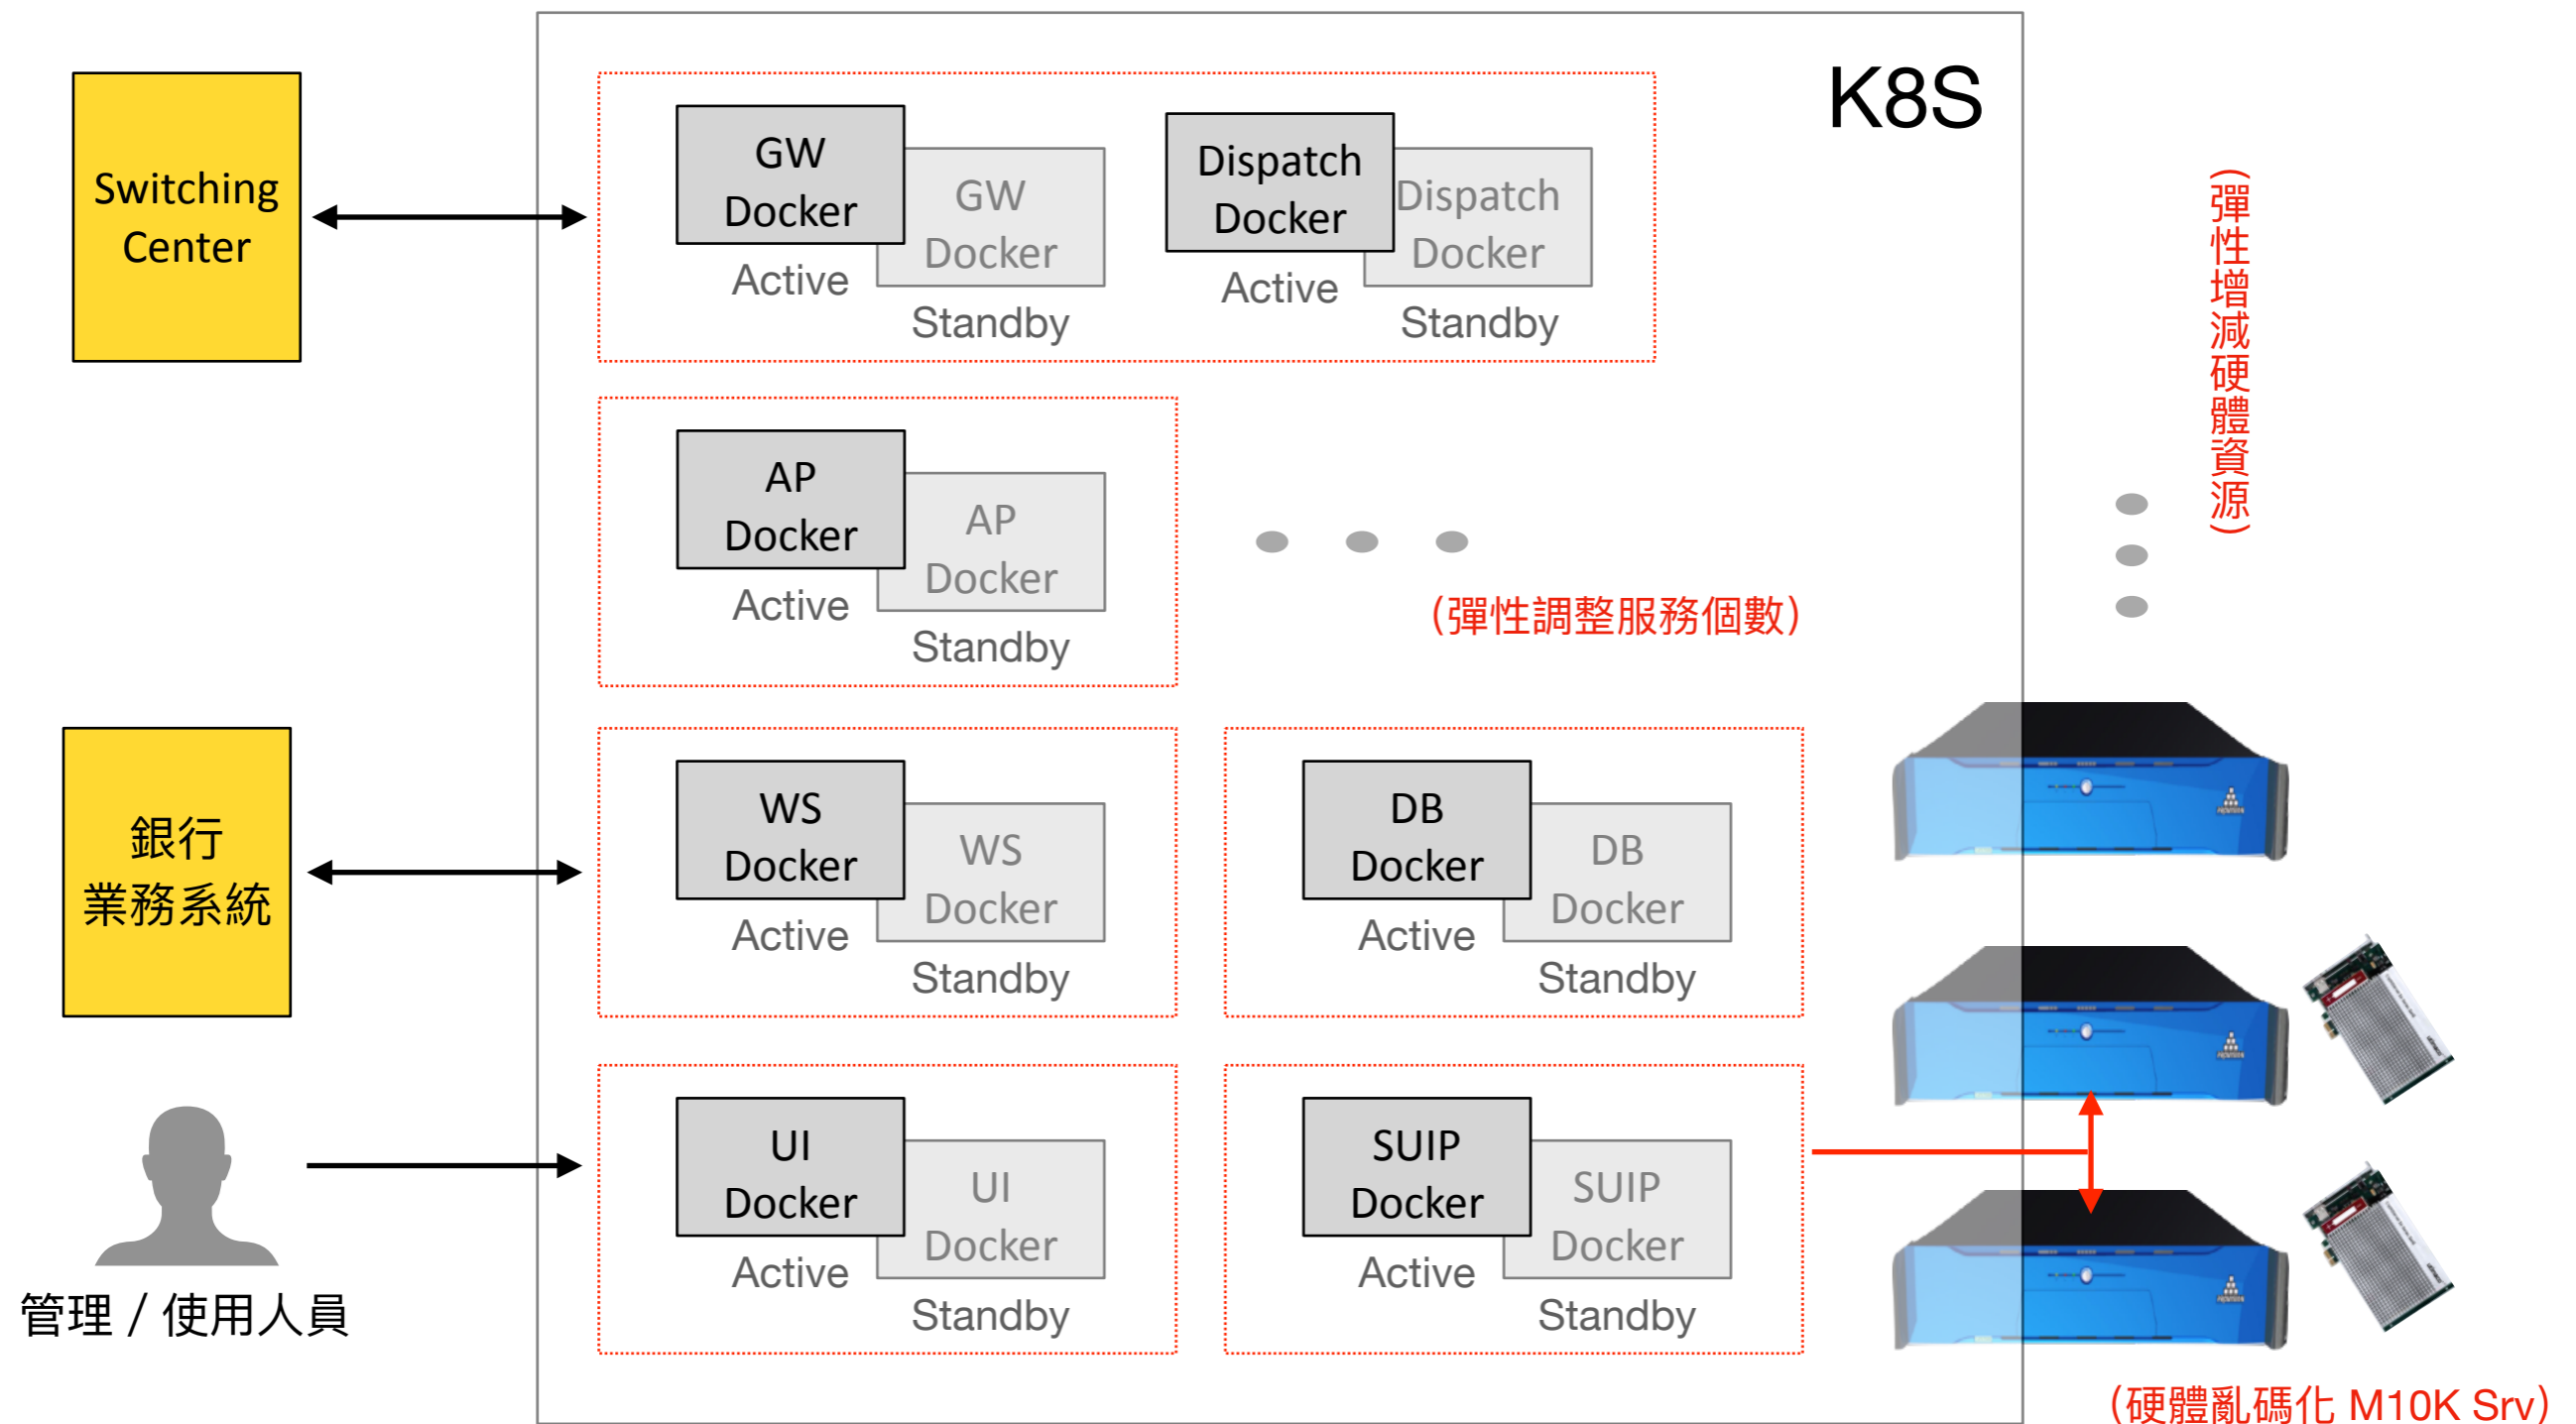 K8S
Switching
Center
GW
Docker
Active
GW
Docker
Standby
Dispatch
Docker
Active
Dispatch
Docker
Standby
(彈性增減硬體資源)
AP
Docker
Active
AP
Docker
Standby
(彈性調整服務個數)
銀行
業務系統
WS
Docker
Active
WS
Docker
Standby
DB
Docker
Active
DB
Docker
Standby
管理 / 使用人員
UI
Docker
Active
UI
Docker
Standby
SUIP
Docker
Active
SUIP
Docker
Standby
(硬體亂碼化 M10K Srv)